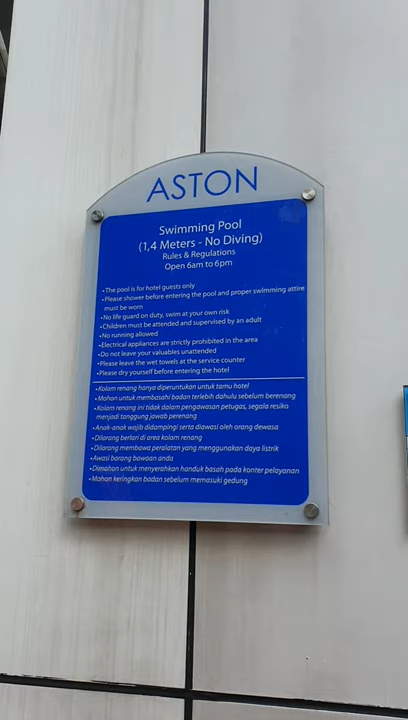 ASTON
Swimming Pool
(1,4 Meters - No Diving)
Rules & Regulations
Open 6am to 6pm
•The pool is for hotel guests only
•Please shower before entering the pool and proper swimming attire
must be worn
•No life guard on duty, swim at your own risk
•Children must be attended and supervised by an adult
•No running allowed
•Electrical appliances are strictly prohibited in the area
•Do not leave your valuables unattended
•Please leave the wet towels at the service counter
•Please dry yourself before entering the hotel
•Kolam renang hanya diperuntukan untuk tamu hotel
•Mohon untuk membasahi badan terlebih dahulu sebelum berenang
•Kolam renang ini tidak dalam pengawasan petugas, segala resiko
menjadi tanggung jawab perenang
•Anak-anak wajib didampingi serta diawasi oleh orang dewasa
•Dilarang berlari di area kolam renang
•Dilarang membawa peralatan yang menggunakan daya listrik
•Awasi barang bawaan anda
•Dimohon untuk menyerahkan handuk basah pada konter pelayanan
•Mohon keringkan badan sebelum memasuki gedung